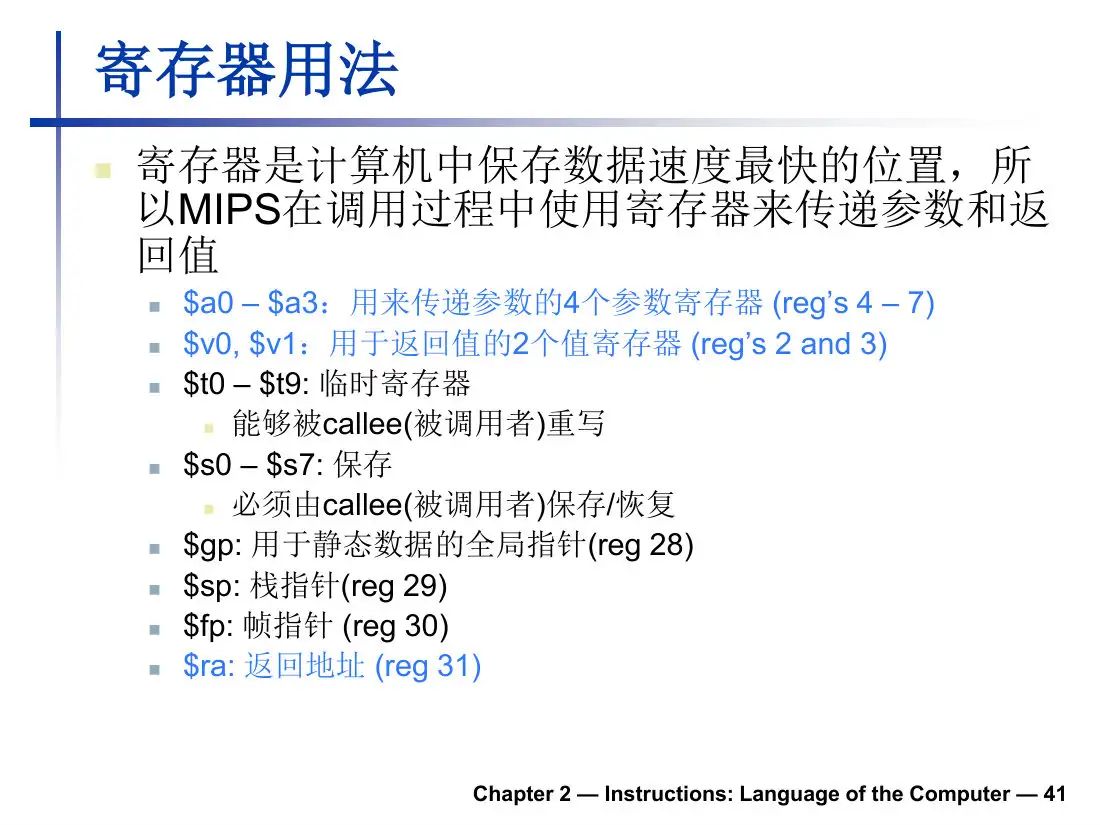 寄存器用法
寄存器是计算机中保存数据速度最快的位置，所
以MIPS在调用过程中使用寄存器来传递参数和返
回值
$a0 – $a3：用来传递参数的4个参数寄存器 (reg’s 4 – 7)
$v0, $v1：用于返回值的2个值寄存器 (reg’s 2 and 3)
$t0 – $t9: 临时寄存器
能够被callee(被调用者)重写
$s0 – $s7: 保存
必须由callee(被调用者)保存/恢复
$gp: 用于静态数据的全局指针(reg 28)
$sp: 栈指针(reg 29)
$fp: 帧指针 (reg 30)
$ra: 返回地址 (reg 31)
Chapter 2 — Instructions: Language of the Computer — 41